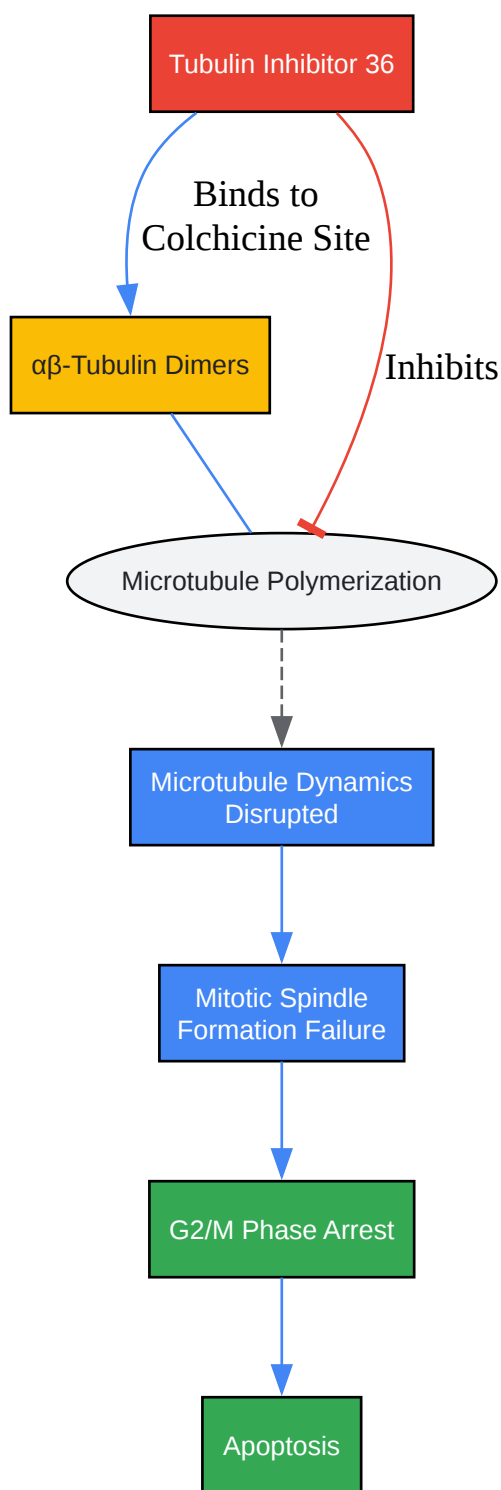 Tubulin Inhibitor 36
Binds to
Colchicine Site
αβ-Tubulin Dimers
Inhibits
Microtubule Polymerization
Microtubule Dynamics
Disrupted
Mitotic Spindle
Formation Failure
G2/M Phase Arrest
Apoptosis